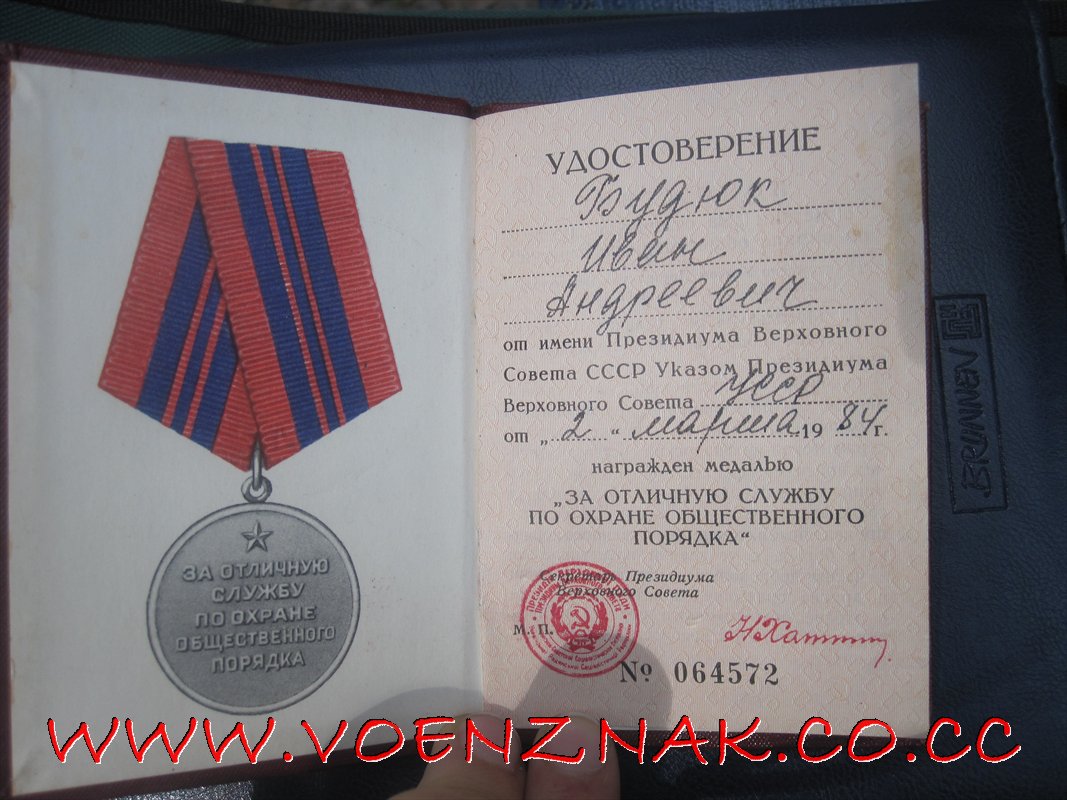 ЗА ОТЛИЧНУЮ
СЛУЖБУ
ПО ОХРАНЕ
ОБЩЕСТВЕННОГО
ПОРЯДКА
УДОСТОВЕРЕНИЕ
Будюк
Иван
Андреевич
от имени Президиума Верховного
Совета СССР Указом Президиума
Верховного Совета УССР
от „2“ марта 1984 г.
награжден медалью
„ЗА ОТЛИЧНУЮ СЛУЖБУ
ПО ОХРАНЕ ОБЩЕСТВЕННОГО
ПОРЯДКА“
Секретарь Президиума
Верховного Совета
М. П.
№ 064572
BRUNNEN
WWW.VOENZNAK.CO.CC